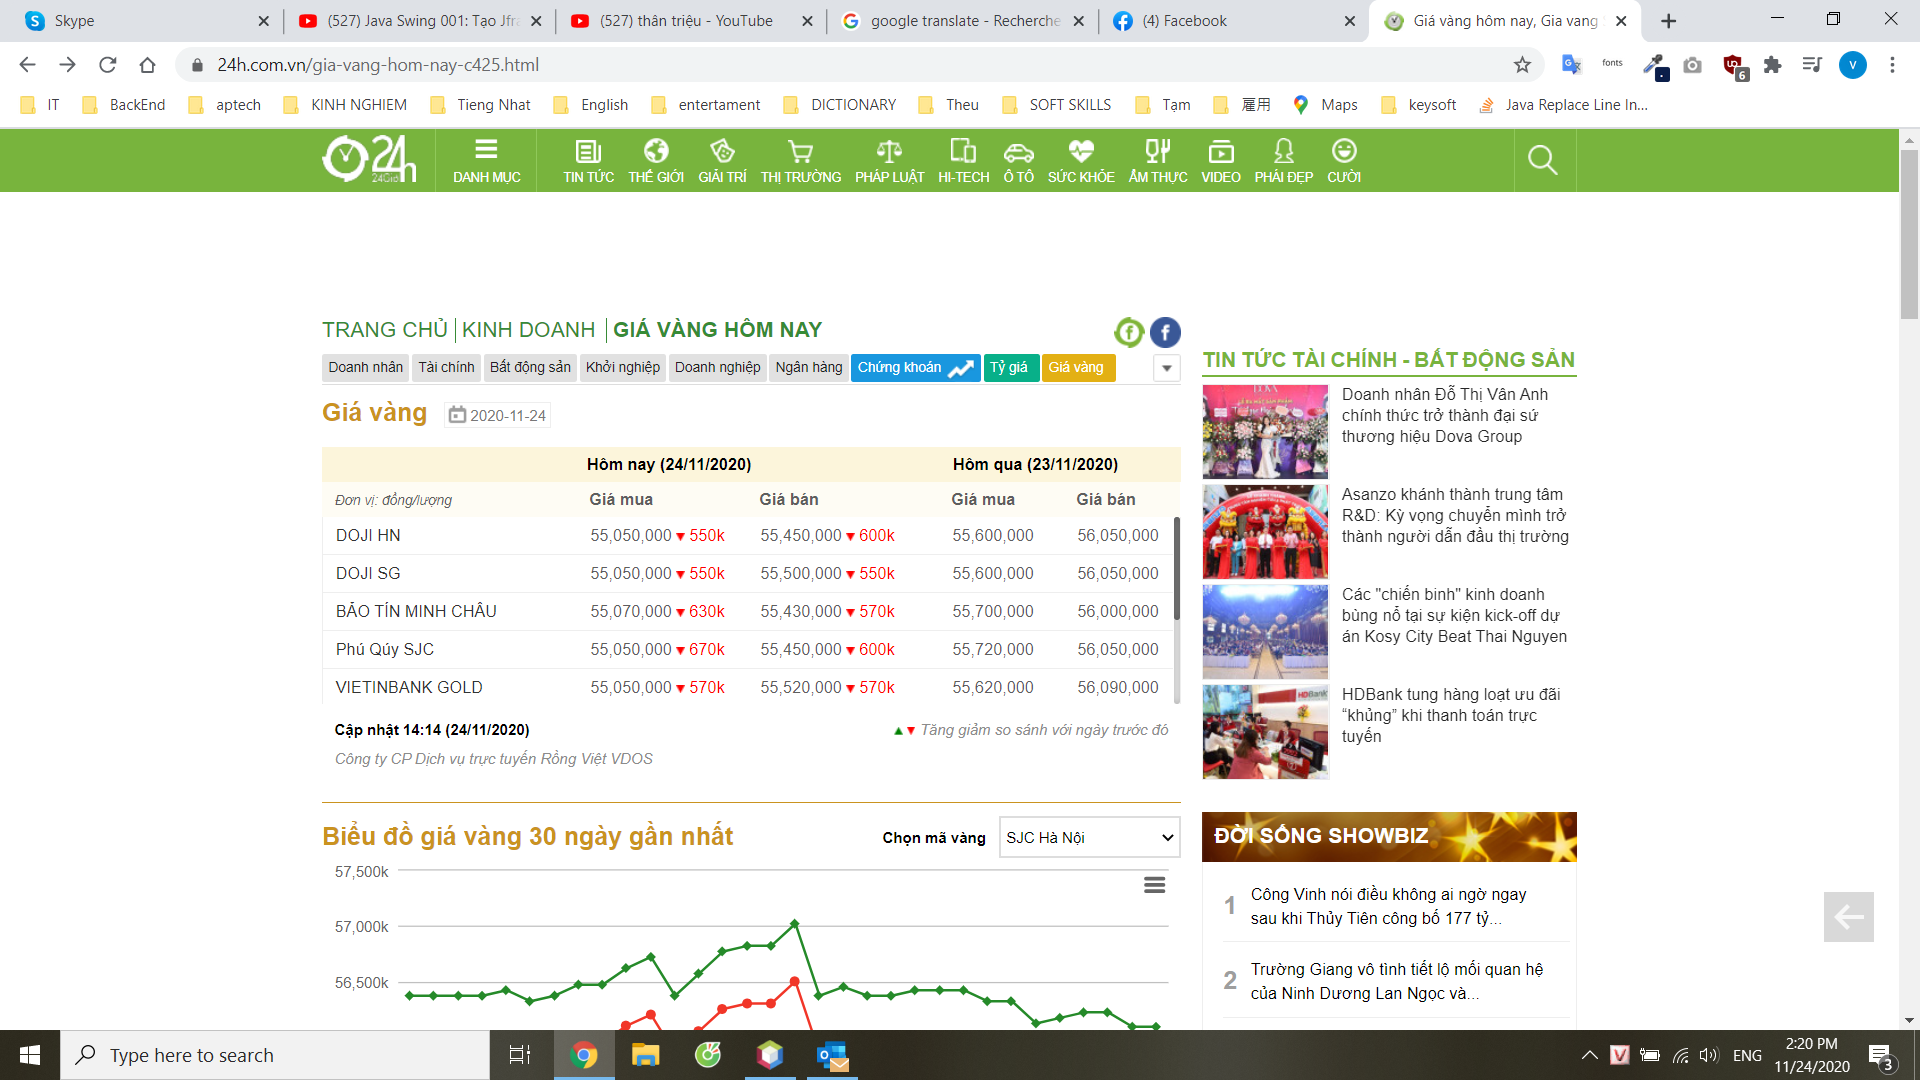 Skype
(527) Java Swing 001: Tạo Jfra
(527) thân triệu - YouTube
google translate - Recherche
(4) Facebook
Giá vàng hôm nay, Gia vang
24h.com.vn/gia-vang-hom-nay-c425.html
fonts
6
V
IT
BackEnd
aptech
KINH NGHIEM
Tieng Nhat
English
entertament
DICTIONARY
Theu
SOFT SKILLS
Tạm
雇用
Maps
keysoft
Java Replace Line In...
24h
DANH MỤC
TIN TỨC
THẾ GIỚI
GIẢI TRÍ
THỊ TRƯỜNG
PHÁP LUẬT
HI-TECH
Ô TÔ
SỨC KHỎE
ẨM THỰC
VIDEO
PHÁI ĐẸP
CƯỜI
TRANG CHỦ | KINH DOANH | GIÁ VÀNG HÔM NAY
Doanh nhân
Tài chính
Bất động sản
Khởi nghiệp
Doanh nghiệp
Ngân hàng
Chứng khoán
Tỷ giá
Giá vàng
Giá vàng 2020-11-24
Hôm nay (24/11/2020) Hôm qua (23/11/2020)
Đơn vị: đồng/lượng Giá mua Giá bán Giá mua Giá bán
DOJI HN 55,050,000 ▼ 550k 55,450,000 ▼ 600k 55,600,000 56,050,000
DOJI SG 55,050,000 ▼ 550k 55,500,000 ▼ 550k 55,600,000 56,050,000
BẢO TÍN MINH CHÂU 55,070,000 ▼ 630k 55,430,000 ▼ 570k 55,700,000 56,000,000
Phú Qúy SJC 55,050,000 ▼ 670k 55,450,000 ▼ 600k 55,720,000 56,050,000
VIETINBANK GOLD 55,050,000 ▼ 570k 55,520,000 ▼ 570k 55,620,000 56,090,000
Cập nhật 14:14 (24/11/2020) ▲▼ Tăng giảm so sánh với ngày trước đó
Công ty CP Dịch vụ trực tuyến Rồng Việt VDOS
Biểu đồ giá vàng 30 ngày gần nhất Chọn mã vàng SJC Hà Nội
57,500k
57,000k
56,500k
TIN TỨC TÀI CHÍNH - BẤT ĐỘNG SẢN
Doanh nhân Đỗ Thị Vân Anh
chính thức trở thành đại sứ
thương hiệu Dova Group
Asanzo khánh thành trung tâm
R&D: Kỳ vọng chuyển mình trở
thành người dẫn đầu thị trường
Các "chiến binh" kinh doanh
bùng nổ tại sự kiện kick-off dự
án Kosy City Beat Thai Nguyen
HDBank tung hàng loạt ưu đãi
“khủng” khi thanh toán trực
tuyến
ĐỜI SỐNG SHOWBIZ
1 Công Vinh nói điều không ai ngờ ngay
sau khi Thủy Tiên công bố 177 tỷ...
2 Trường Giang vô tình tiết lộ mối quan hệ
của Ninh Dương Lan Ngọc và...
Type here to search
ENG
2:20 PM
11/24/2020
3